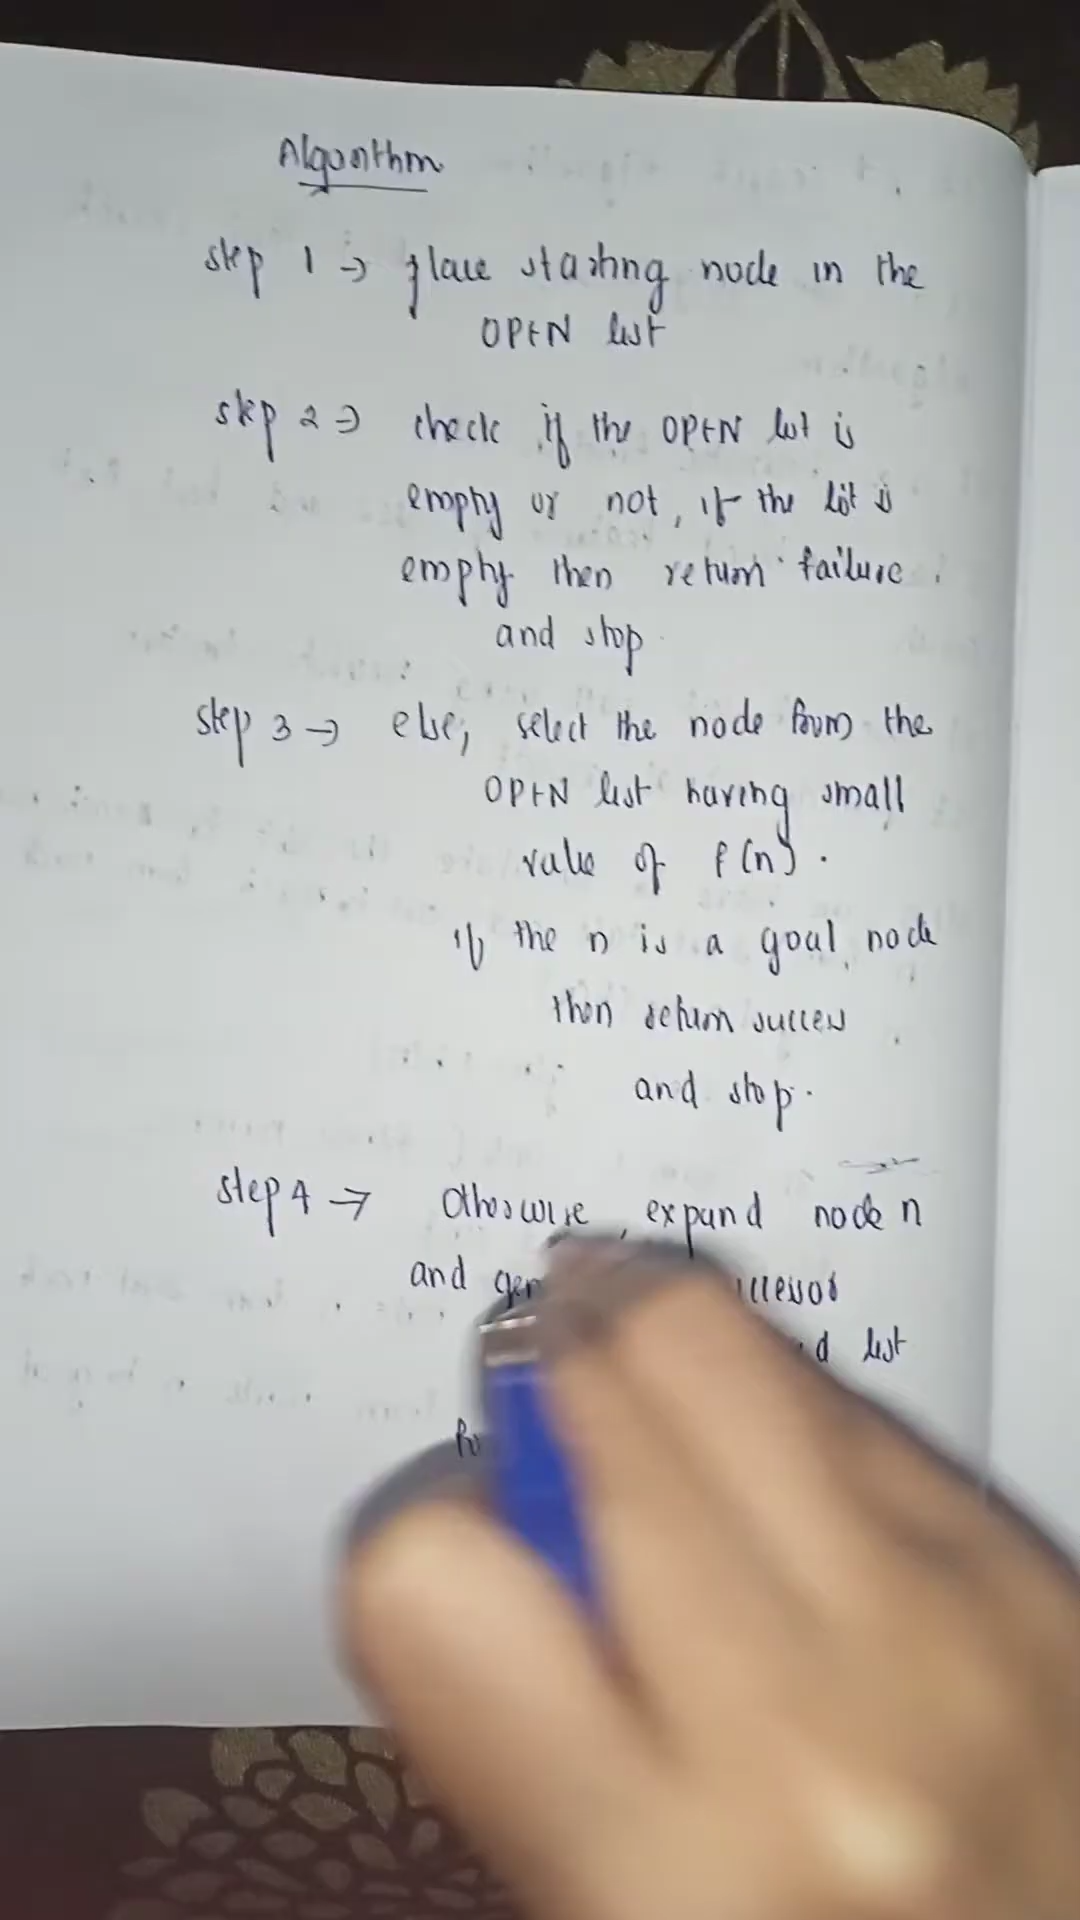 Algorithm
step 1 → place starting node in the
OPEN list
step 2 → check if the OPEN list is
empty or not, if the list is
empty then return failure
and stop.
step 3 → else, select the node from the
OPEN list having small
value of f(n).
if the n is a goal node
then return success
and stop.
step 4 → Otherwise, expand node n
and
list